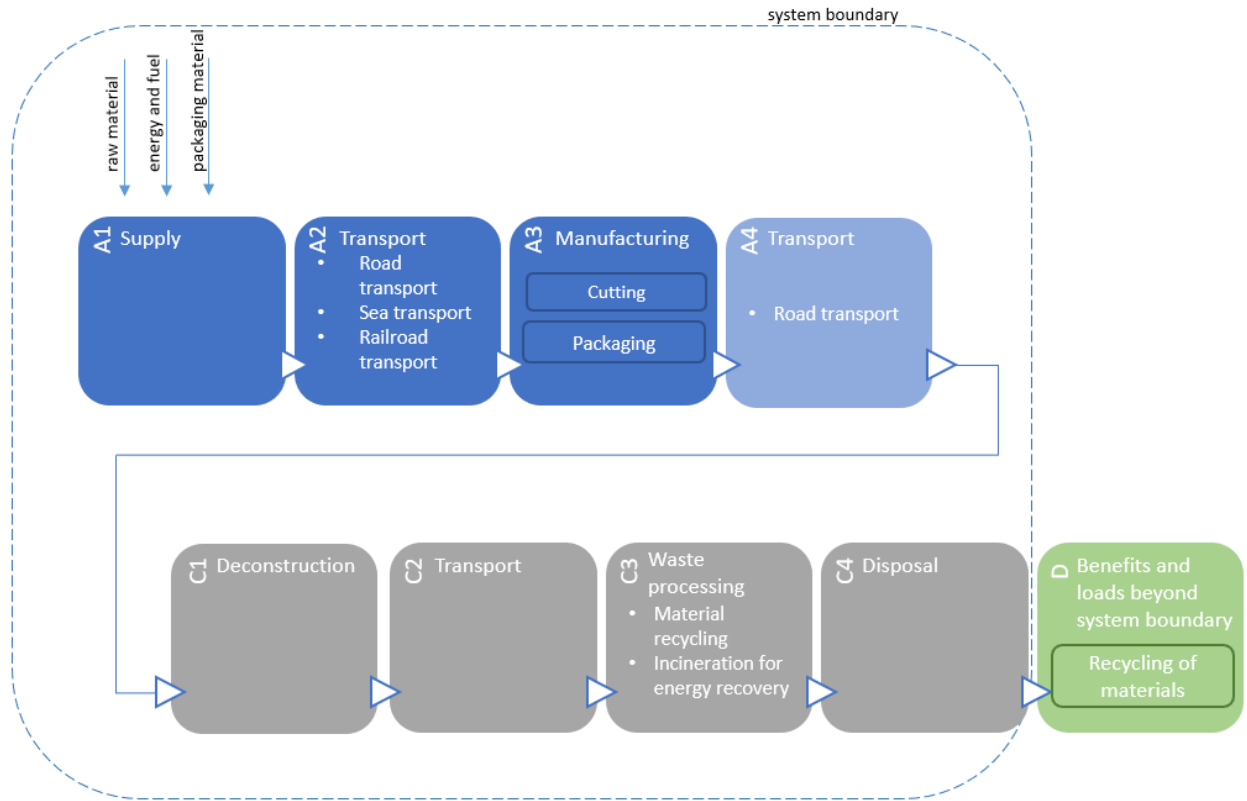 system boundary
raw material
energy and fuel
packaging material
A1 Supply
A2 Transport
• Road
transport
• Sea transport
• Railroad
transport
A3 Manufacturing
Cutting
Packaging
A4 Transport
• Road transport
C1 Deconstruction
C2 Transport
C3 Waste
processing
• Material
recycling
• Incineration for
energy recovery
C4 Disposal
D Benefits and
loads beyond
system boundary
Recycling of
materials